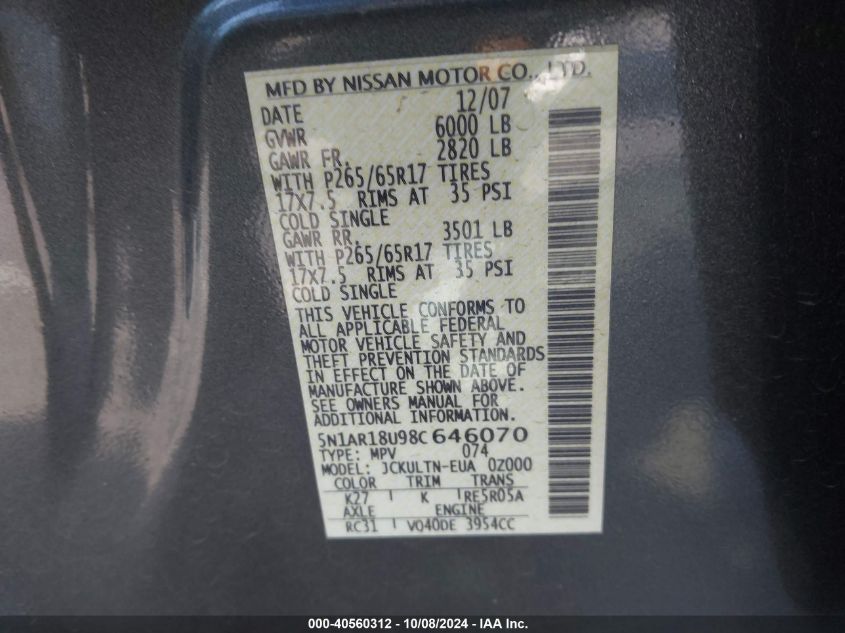 MFD BY NISSAN MOTOR CO., LTD.
DATE 12/07
GVWR 6000 LB
GAWR FR. 2820 LB
WITH P265/65R17 TIRES
17X7.5 RIMS AT 35 PSI
COLD SINGLE
GAWR RR. 3501 LB
WITH P265/65R17 TIRES
17X7.5 RIMS AT 35 PSI
COLD SINGLE
THIS VEHICLE CONFORMS TO
ALL APPLICABLE FEDERAL
MOTOR VEHICLE SAFETY AND
THEFT PREVENTION STANDARDS
IN EFFECT ON THE DATE OF
MANUFACTURE SHOWN ABOVE.
SEE OWNERS MANUAL FOR
ADDITIONAL INFORMATION.
5N1AR18U98C646070
TYPE: MPV 074
MODEL: JCKULTN-EUA 0Z000
COLOR TRIM TRANS
K27 K RE5R05A
AXLE ENGINE
RC31 VQ40DE 3954CC
000-40560312 - 10/08/2024 - IAA Inc.